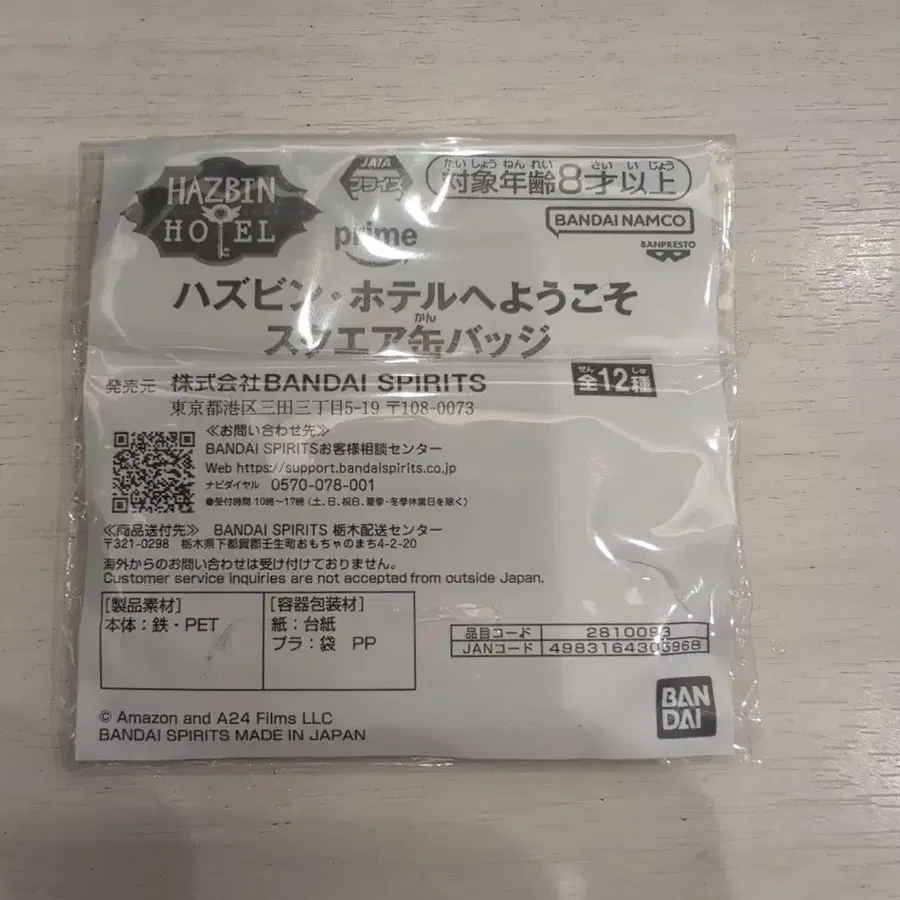 HAZBIN
HOTEL
JAIA
プライズ
prime
たいしょうねんれい さいいじょう
対象年齢8才以上
BANDAI NAMCO
BANPRESTO
ハズビン・ホテルへようこそ
かん
スクエア缶バッジ
発売元 株式会社BANDAI SPIRITS
東京都港区三田三丁目5-19 〒108-0073
ぜん しゅ
全12種
≪お問い合わせ先≫
BANDAI SPIRITSお客様相談センター
Web https://support.bandaispirits.co.jp
ナビダイヤル 0570-078-001
●受付時間 10時〜17時 (土、日、祝日、夏季・冬季休業日を除く)
≪商品送付先≫ BANDAI SPIRITS 栃木配送センター
〒321-0298 栃木県下都賀郡壬生町おもちゃのまち4-2-20
海外からのお問い合わせは受け付けておりません。
Customer service inquiries are not accepted from outside Japan.
[製品素材]
本体：鉄・PET
[容器包装材]
紙：台紙
プラ：袋 PP
品目コード 2810093
JANコード
© Amazon and A24 Films LLC
BANDAI SPIRITS MADE IN JAPAN
BAN
DAI